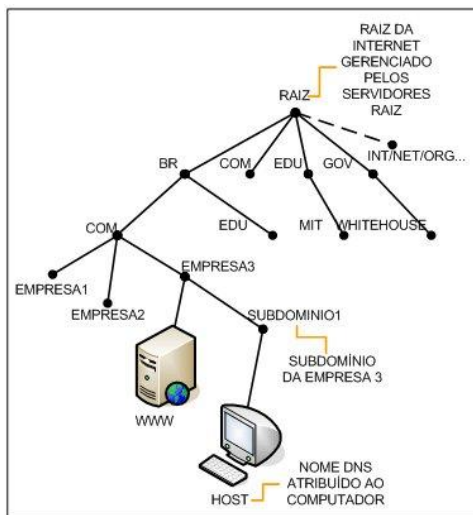 RAIZ DA
INTERNET
GERENCIADO
PELOS
SERVIDORES
RAIZ
RAIZ
INT/NET/ORG...
BR
COM
EDU
GOV
COM
EDU
MIT
WHITEHOUSE
EMPRESA1
EMPRESA2
EMPRESA3
SUBDOMINIO1
SUBDOMÍNIO
DA EMPRESA 3
WWW
HOST
NOME DNS
ATRIBUÍDO AO
COMPUTADOR